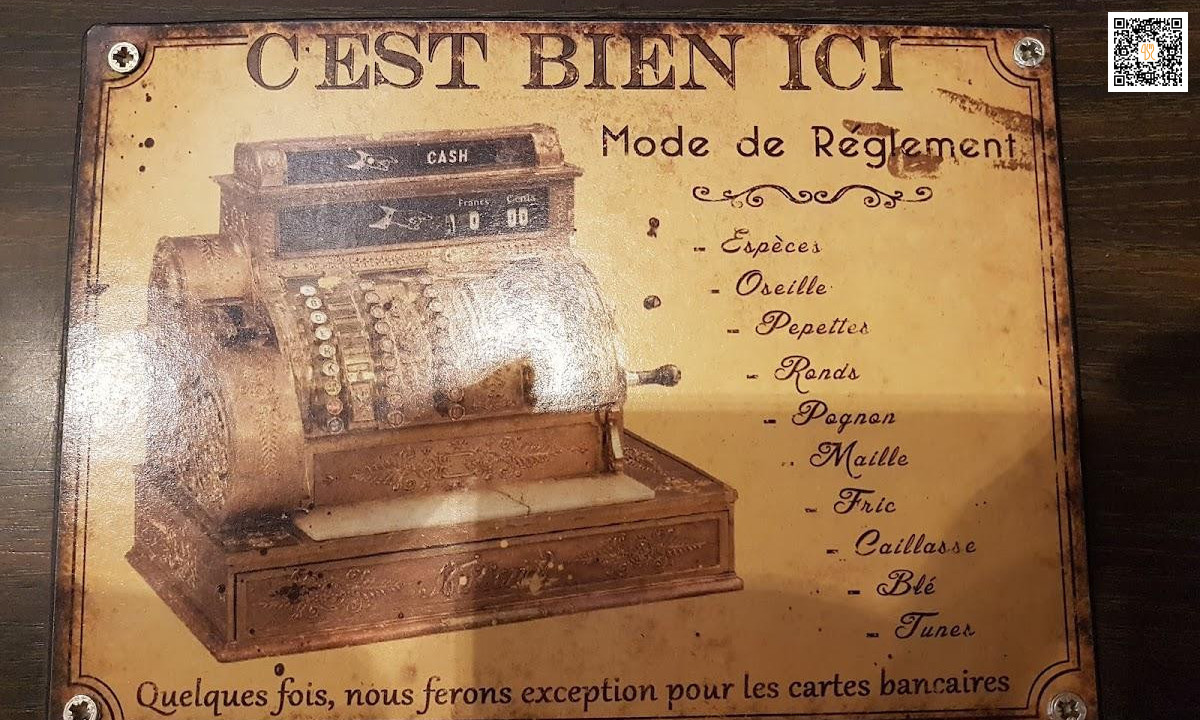 C'EST BIEN ICI
Mode de Réglement
CASH
Francs Cents
0 00
- Espèces
- Oseille
- Pepettes
- Ronds
- Pognon
- Maille
- Fric
- Caillasse
- Blé
- Tunes
Quelques fois, nous ferons exception pour les cartes bancaires